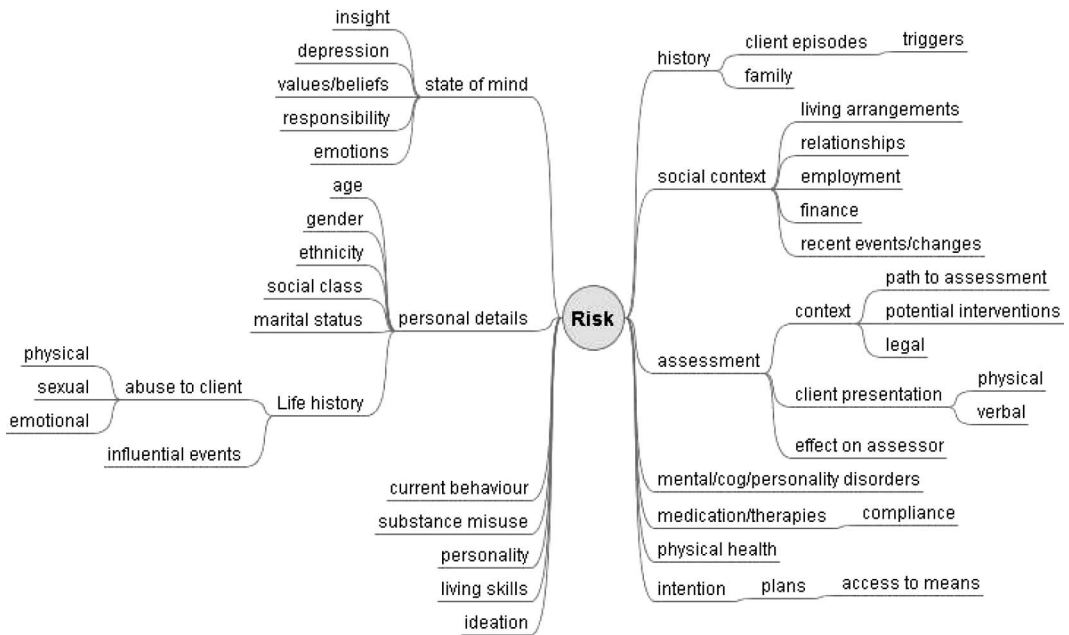 insight
depression
values/beliefs
responsibility
emotions
state of mind
age
gender
ethnicity
social class
marital status
personal details
physical
sexual
emotional
abuse to client
influential events
Life history
current behaviour
substance misuse
personality
living skills
ideation
Risk
history
client episodes
triggers
family
social context
living arrangements
relationships
employment
finance
recent events/changes
assessment
context
path to assessment
potential interventions
legal
client presentation
physical
verbal
effect on assessor
mental/cog/personality disorders
medication/therapies
compliance
physical health
intention
plans
access to means